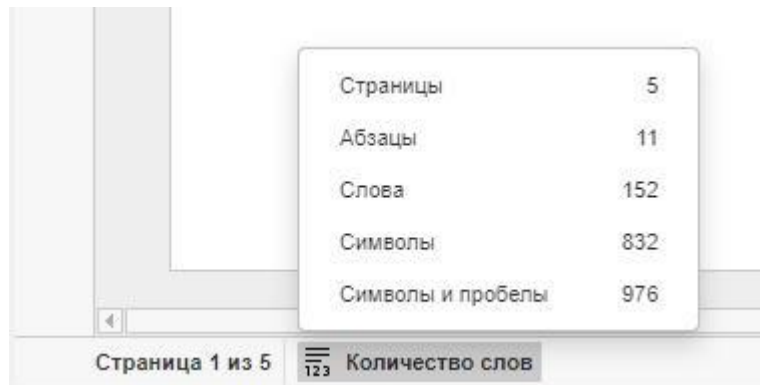 Страницы 5
Абзацы 11
Слова 152
Символы 832
Символы и пробелы 976
Страница 1 из 5 123 Количество слов